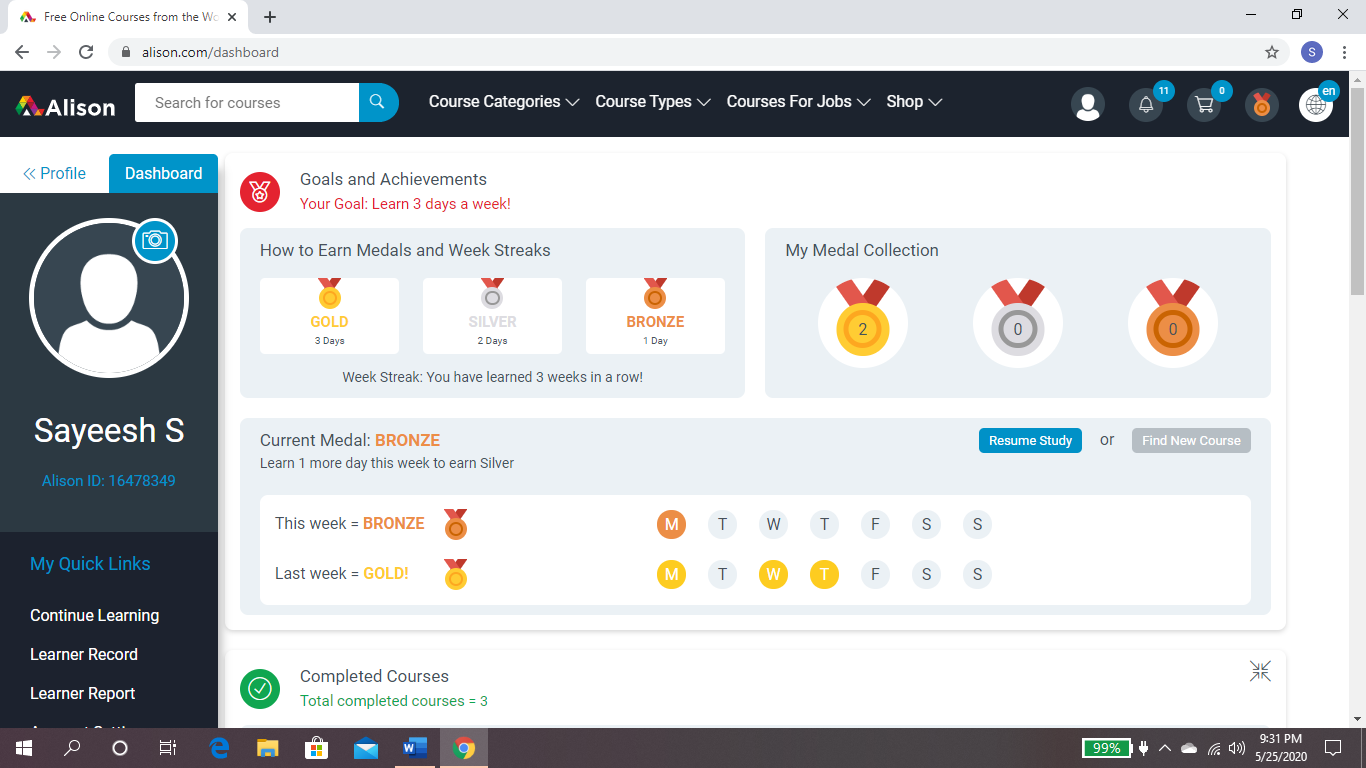 Free Online Courses from the Wo
alison.com/dashboard
S
Alison
Search for courses
Course Categories
Course Types
Courses For Jobs
Shop
11
0
en
Profile
Dashboard
Sayeesh S
Alison ID: 16478349
My Quick Links
Continue Learning
Learner Record
Learner Report
Goals and Achievements
Your Goal: Learn 3 days a week!
How to Earn Medals and Week Streaks
GOLD
3 Days
SILVER
2 Days
BRONZE
1 Day
Week Streak: You have learned 3 weeks in a row!
My Medal Collection
2
0
0
Current Medal: BRONZE
Learn 1 more day this week to earn Silver
Resume Study
or
Find New Course
This week = BRONZE
M T W T F S S
Last week = GOLD!
M T W T F S S
Completed Courses
Total completed courses = 3
99%
9:31 PM
5/25/2020